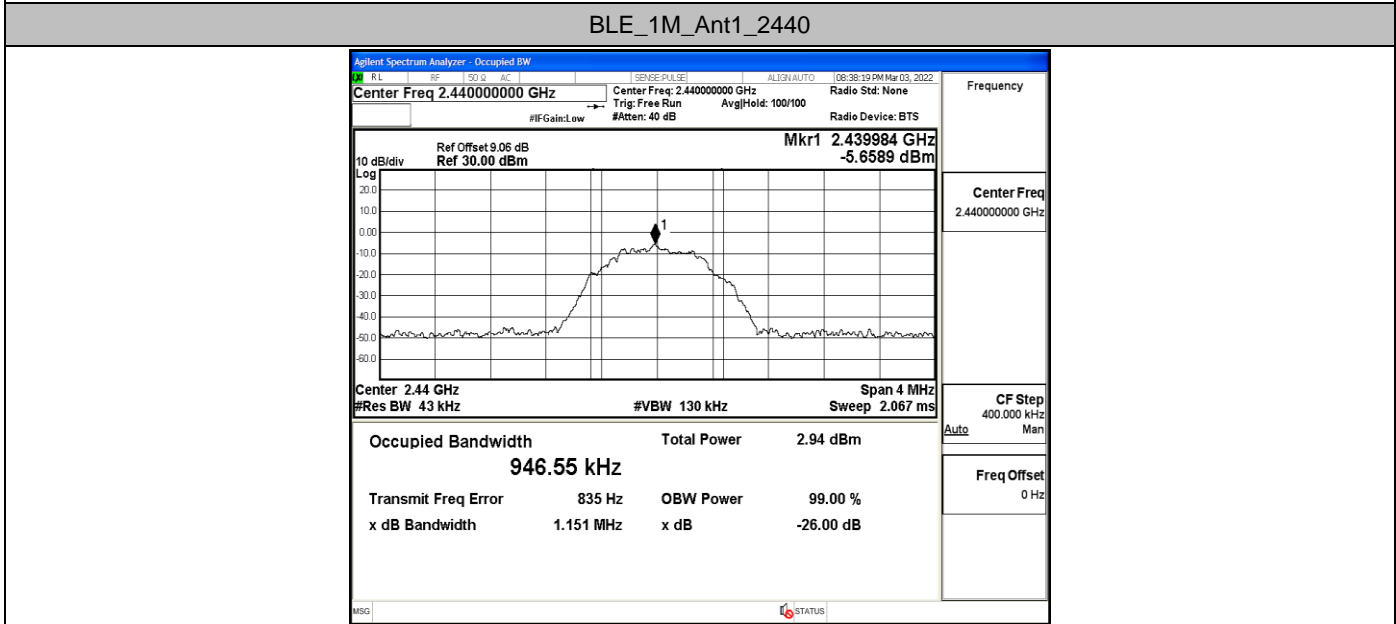 BLE_1M_Ant1_2440
Agilent Spectrum Analyzer - Occupied BW
RL RF 50 Ω AC SENSE:PULSE ALIGN AUTO 08:38:19 PM Mar 03, 2022
Center Freq 2.440000000 GHz
Center Freq: 2.440000000 GHz
Radio Std: None
Trig: Free Run Avg|Hold: 100/100
#IFGain:Low
#Atten: 40 dB
Radio Device: BTS
Frequency
Mkr1 2.439984 GHz
-5.6589 dBm
Ref Offset 9.06 dB
10 dB/div Ref 30.00 dBm
Log
20.0
10.0
0.00
-10.0
-20.0
-30.0
-40.0
-50.0
-60.0
1
Center 2.44 GHz Span 4 MHz
#Res BW 43 kHz #VBW 130 kHz Sweep 2.067 ms
Center Freq
2.440000000 GHz
CF Step
400.000 kHz
Auto Man
Freq Offset
0 Hz
Occupied Bandwidth Total Power 2.94 dBm
946.55 kHz
Transmit Freq Error 835 Hz OBW Power 99.00 %
x dB Bandwidth 1.151 MHz x dB -26.00 dB
MSG STATUS